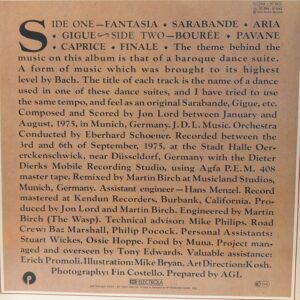 SIDE ONE—FANTASIA • SARABANDE • ARIA
• GIGUE SIDE TWO—BOURÉE • PAVANE
• CAPRICE • FINALE • The theme behind the
music on this album is that of a baroque dance suite.
A form of music which was brought to its highest
level by Bach. The title of each track is the name of a dance
used in one of these dance suites, and I have tried to use
the same tempo, and feel as an original Sarabande, Gigue, etc.
Composed and Scored by Jon Lord between January
and August, 1975, in Munich, Germany. J.D.L. Music. Orchestra
Conducted by Eberhard Schoener. Recorded between the
3rd and 6th of September, 1975, at the Stadt Halle Oer-
erckenschwick, near Düsseldorf, Germany with the Dieter
Dierks Mobile Recording Studio, using Agfa P.E.M. 408
master tape. Remixed by Martin Birch at Musicland Studios,
Munich, Germany. Assistant engineer—Hans Menzel. Record
mastered at Kendun Recorders, Burbank, California. Pro-
duced by Jon Lord and Martin Birch. Engineered by Martin
Birch (The Wasp). Technical advisor: Mike Philips. Road
Crew: Baz Marshall, Philip Pocock. Personal Assistants:
Stuart Wickes, Ossie Hoppe. Food by Muna. Project man-
aged and overseen by Tony Edwards. Valuable assistance:
Erich Promoli. Illustration: Mike Bryan. Art Direction: Kosh.
Photography: Fin Costello. Prepared by AGI.
EMI ELECTROLA